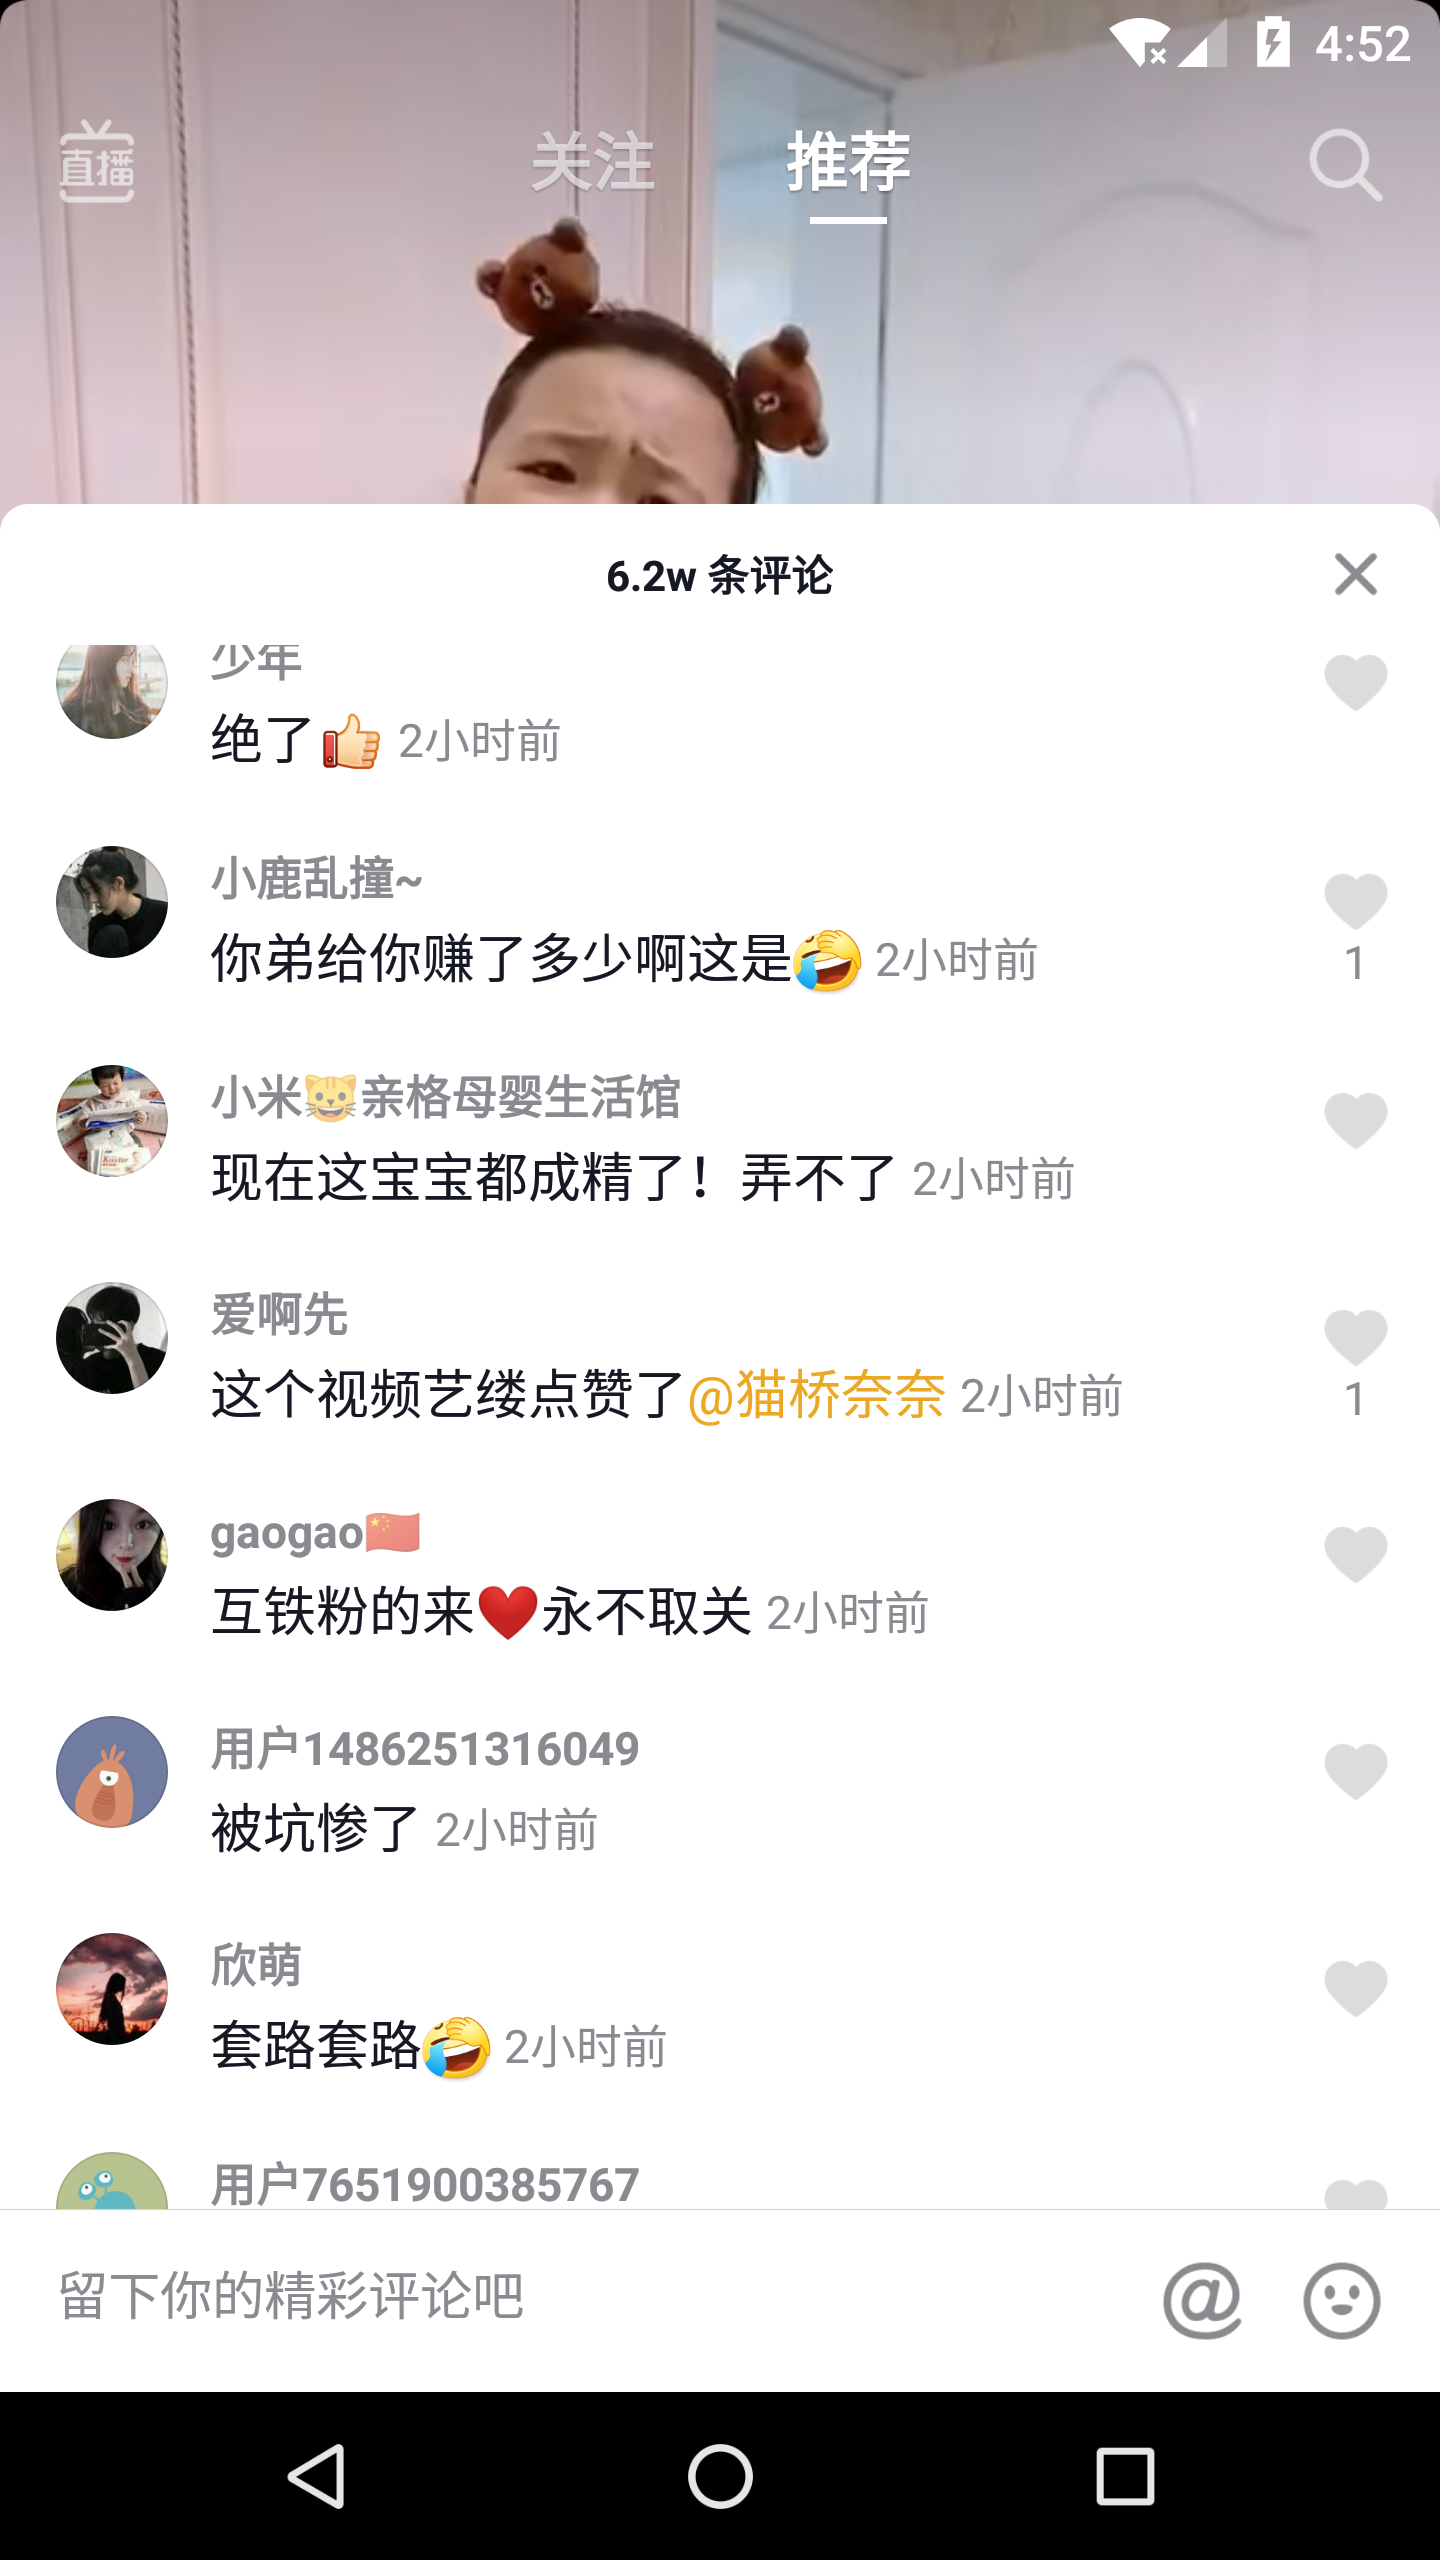 4:52
直播
关注
推荐
6.2w 条评论
少年
绝了👍 2小时前
小鹿乱撞~
1
你弟给你赚了多少啊这是🤣 2小时前
小米😺亲格母婴生活馆
现在这宝宝都成精了！弄不了 2小时前
爱啊先
这个视频艺缕点赞了@猫桥奈奈 2小时前
1
gaogao🇨🇳
互铁粉的来❤️永不取关 2小时前
用户1486251316049
被坑惨了 2小时前
欣萌
套路套路🤣 2小时前
用户7651900385767
留下你的精彩评论吧
@